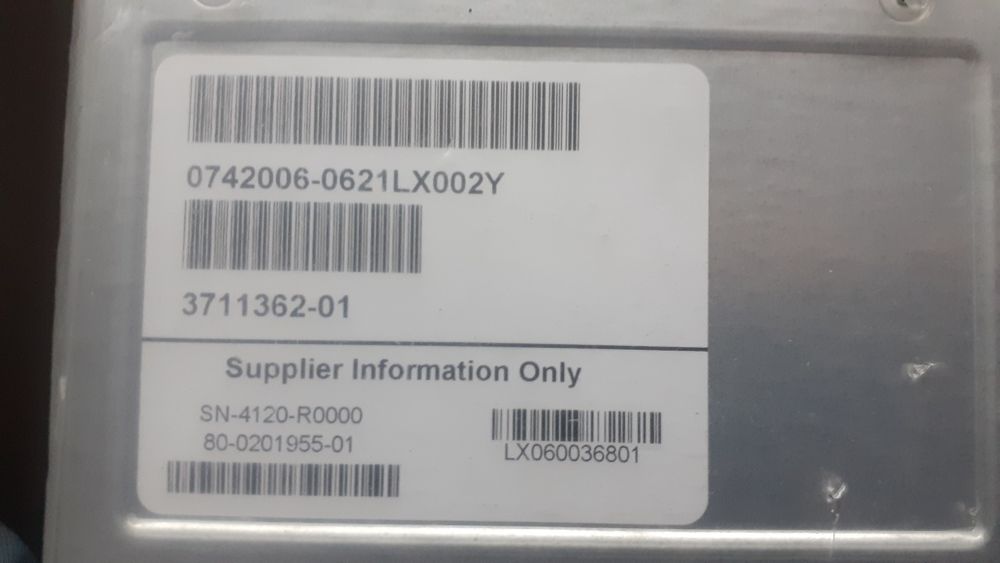 0742006-0621LX002Y
3711362-01
Supplier Information Only
SN-4120-R0000
80-0201955-01
LX060036801